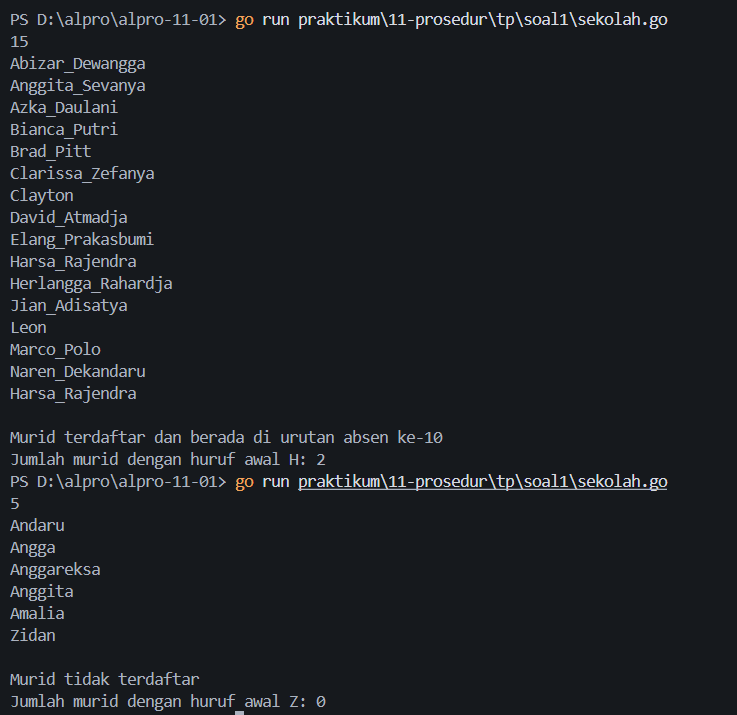 PS D:\alpro\alpro-11-01> go run praktikum\11-prosedur\tp\soal1\sekolah.go
15
Abizar_Dewangga
Anggita_Sevanya
Azka_Daulani
Bianca_Putri
Brad_Pitt
Clarissa_Zefanya
Clayton
David_Atmadja
Elang_Prakasbumi
Harsa_Rajendra
Herlangga_Rahardja
Jian_Adisatya
Leon
Marco_Polo
Naren_Dekandaru
Harsa_Rajendra
Murid terdaftar dan berada di urutan absen ke-10
Jumlah murid dengan huruf awal H: 2
PS D:\alpro\alpro-11-01> go run praktikum\11-prosedur\tp\soal1\sekolah.go
5
Andaru
Angga
Anggareksa
Anggita
Amalia
Zidan
Murid tidak terdaftar
Jumlah murid dengan huruf awal Z: 0